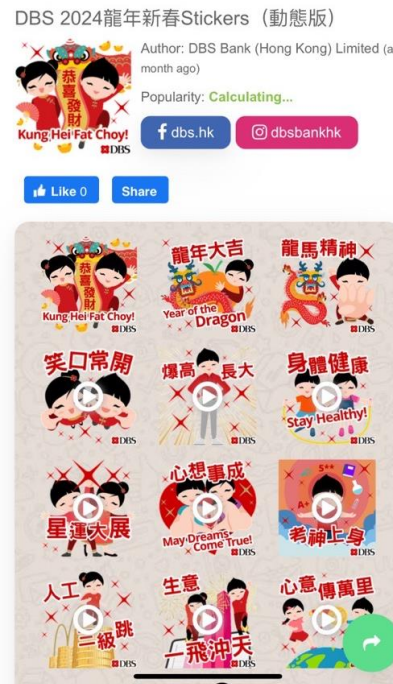 DBS 2024龍年新春Stickers（動態版）
恭喜發財
Kung Hei Fat Choy!
DBS
Author: DBS Bank (Hong Kong) Limited (a
month ago)
Popularity: Calculating...
dbs.hk
dbsbankhk
Like 0
Share
恭喜發財
Kung Hei Fat Choy!
DBS
龍年大吉
Year of the
Dragon
DBS
龍馬精神
DBS
笑口常開
DBS
爆高 長大
DBS
身體健康
Stay Healthy!
DBS
星運大展
DBS
心想事成
May Dreams
Come True!
DBS
5**
A+
考神上身
DBS
人工
三級跳
DBS
生意
一飛沖天
DBS
心意傳萬里
DBS